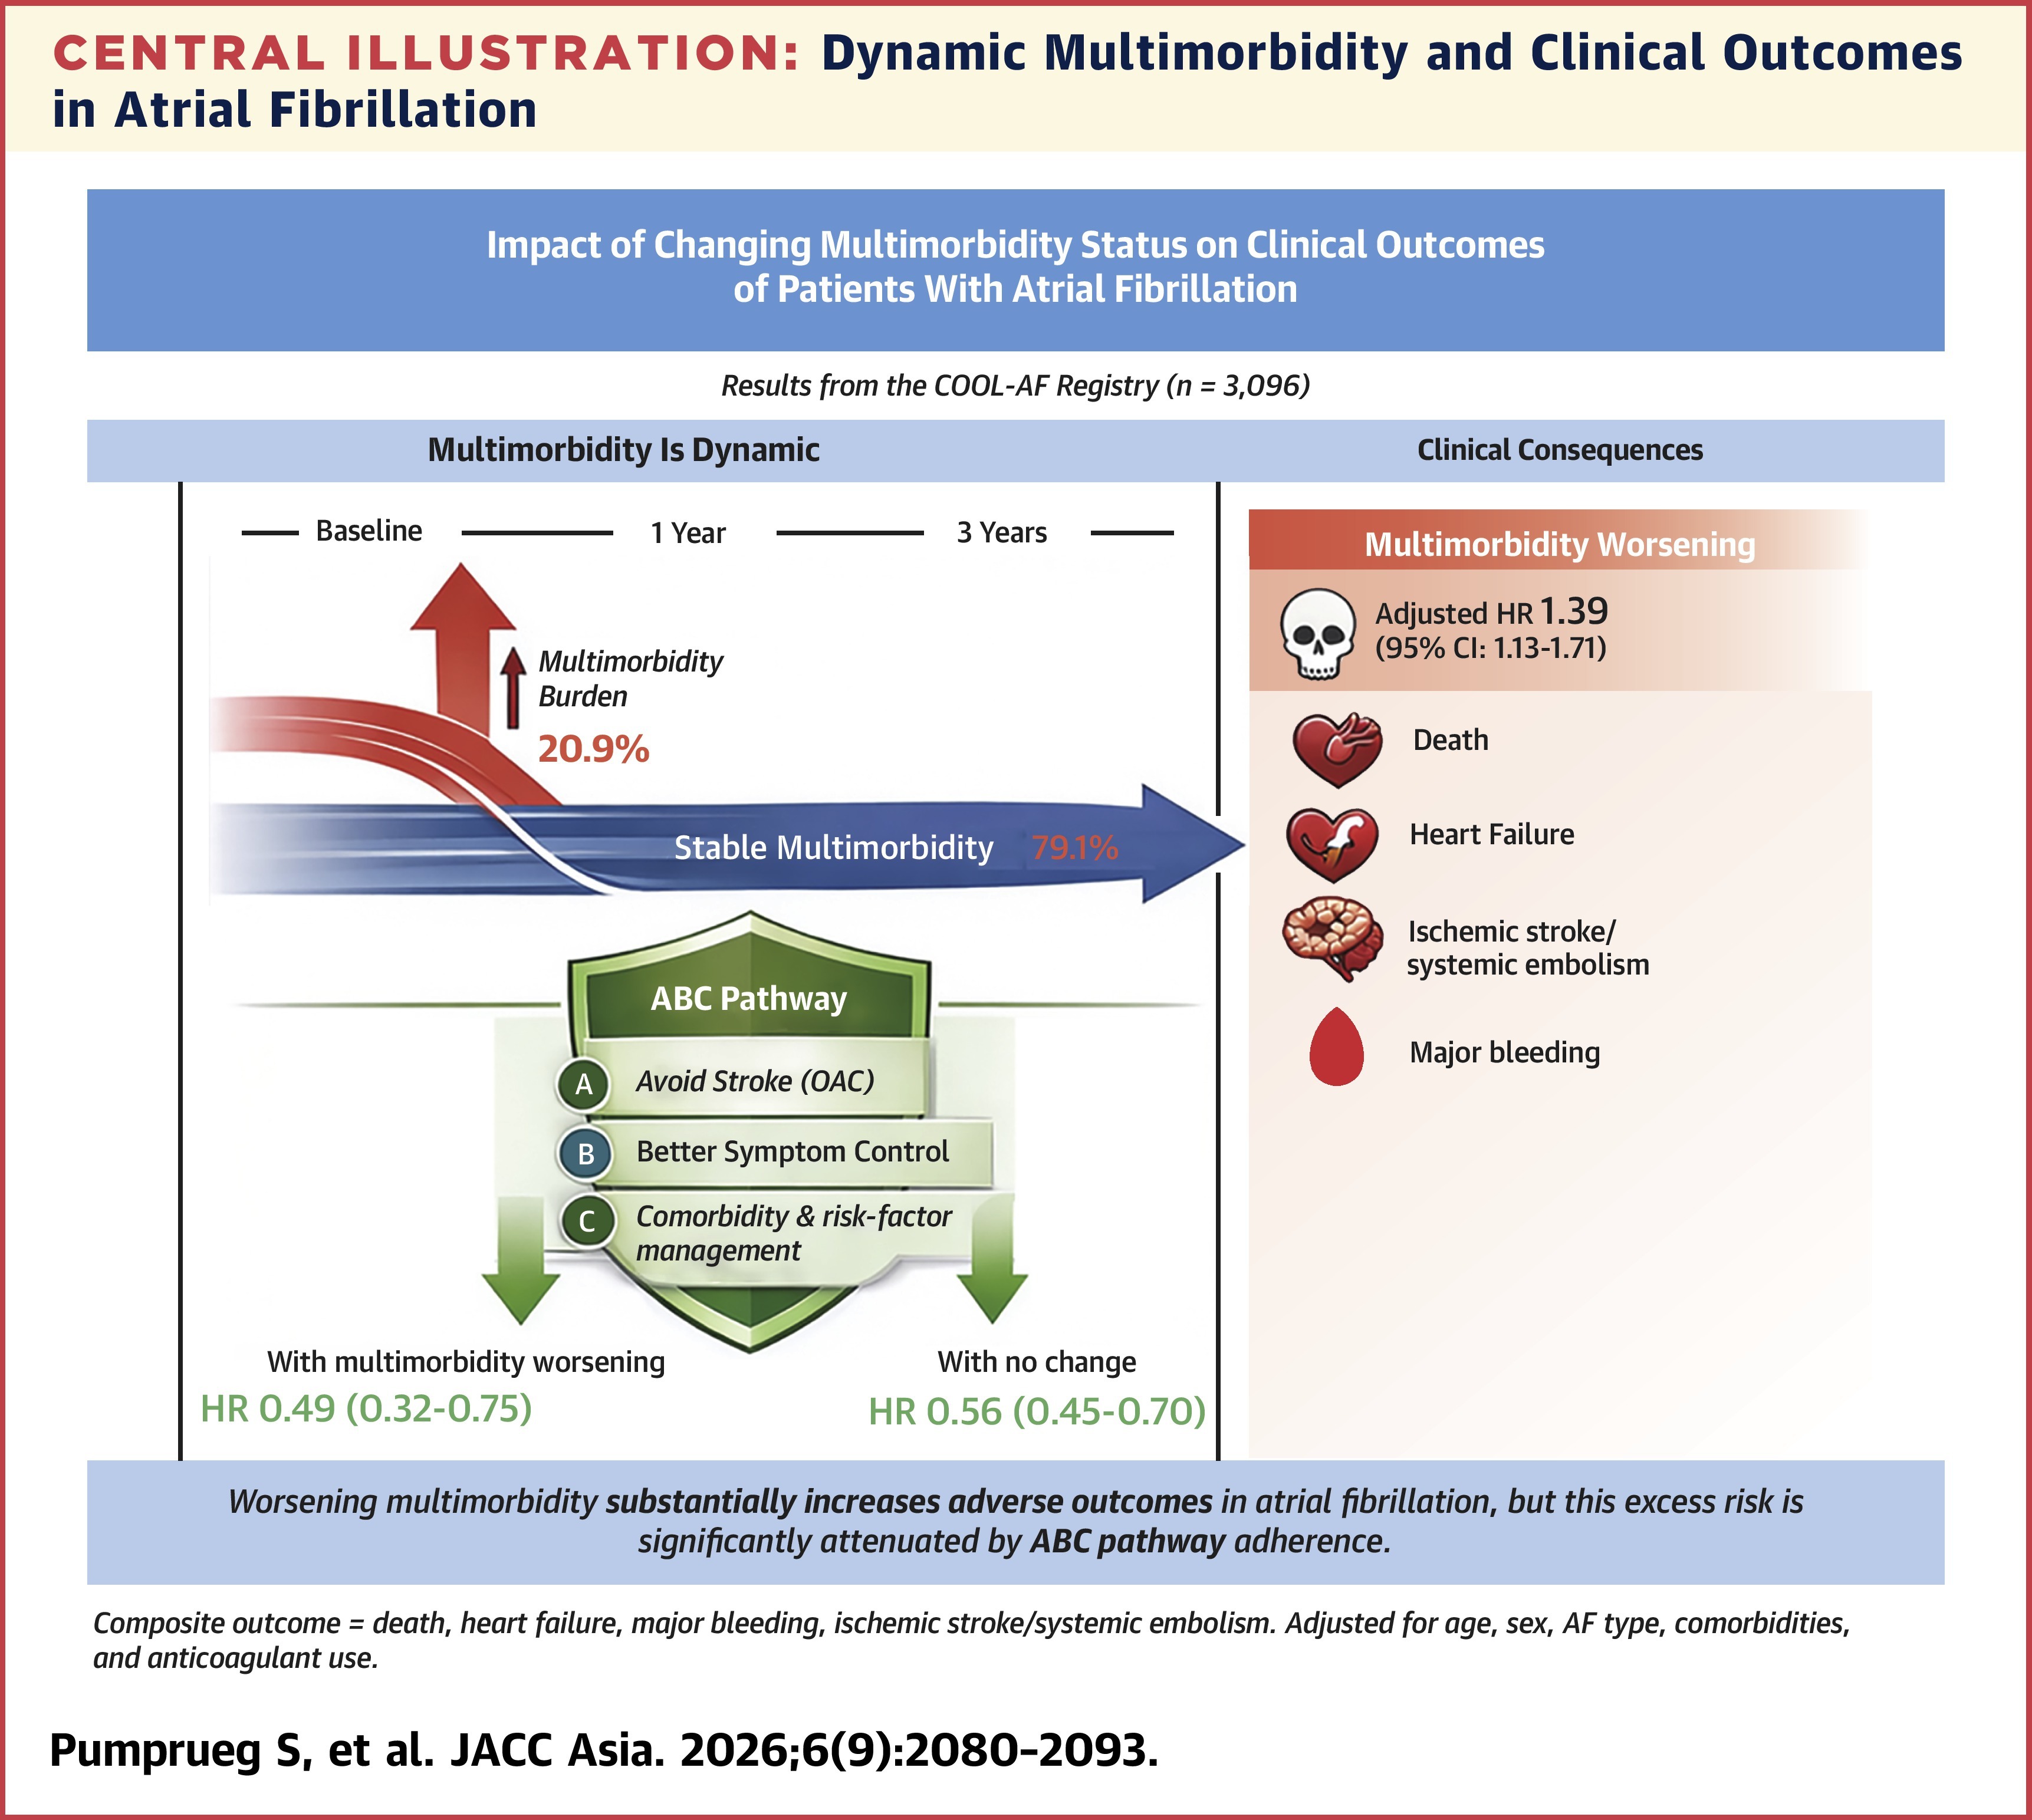 CENTRAL ILLUSTRATION: Dynamic Multimorbidity and Clinical Outcomes
in Atrial Fibrillation
Impact of Changing Multimorbidity Status on Clinical Outcomes
of Patients With Atrial Fibrillation
Results from the COOL-AF Registry (n = 3,096)
Multimorbidity Is Dynamic
Baseline
1 Year
3 Years
Multimorbidity
Burden
20.9%
Stable Multimorbidity 79.1%
ABC Pathway
A Avoid Stroke (OAC)
B Better Symptom Control
C Comorbidity & risk-factor
management
With multimorbidity worsening
HR 0.49 (0.32-0.75)
With no change
HR 0.56 (0.45-0.70)
Clinical Consequences
Multimorbidity Worsening
Adjusted HR 1.39
(95% CI: 1.13-1.71)
Death
Heart Failure
Ischemic stroke/
systemic embolism
Major bleeding
Worsening multimorbidity substantially increases adverse outcomes in atrial fibrillation, but this excess risk is
significantly attenuated by ABC pathway adherence.
Composite outcome = death, heart failure, major bleeding, ischemic stroke/systemic embolism. Adjusted for age, sex, AF type, comorbidities,
and anticoagulant use.
Pumprueg S, et al. JACC Asia. 2026;6(9):2080–2093.